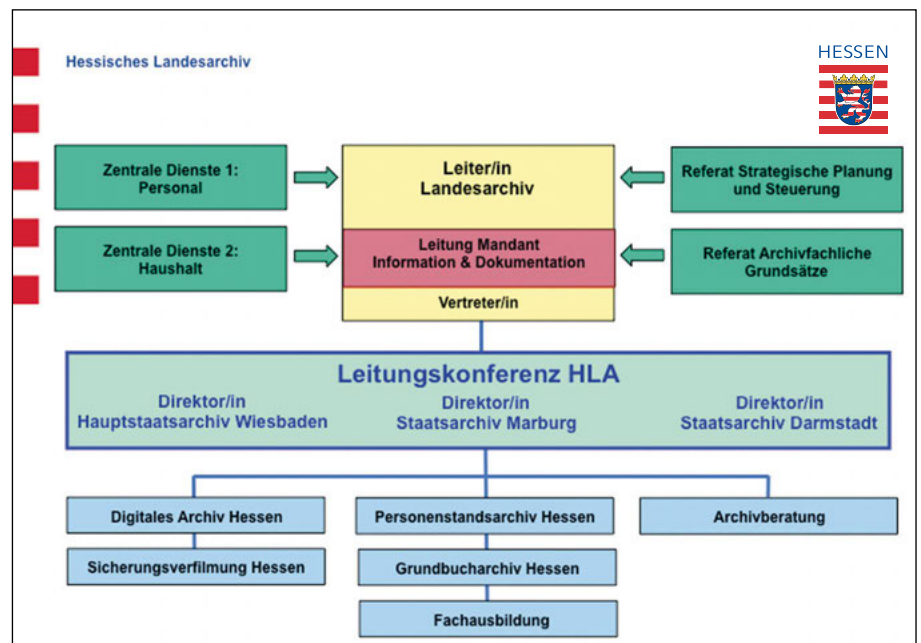 Hessisches Landesarchiv
HESSEN
Zentrale Dienste 1:
Personal
Leiter/in
Landesarchiv
Referat Strategische Planung
und Steuerung
Zentrale Dienste 2:
Haushalt
Leitung Mandant
Information & Dokumentation
Referat Archivfachliche
Grundsätze
Vertreter/in
Leitungskonferenz HLA
Direktor/in
Hauptstaatsarchiv Wiesbaden
Direktor/in
Staatsarchiv Marburg
Direktor/in
Staatsarchiv Darmstadt
Digitales Archiv Hessen
Personenstandsarchiv Hessen
Archivberatung
Sicherungsverfilmung Hessen
Grundbucharchiv Hessen
Fachausbildung